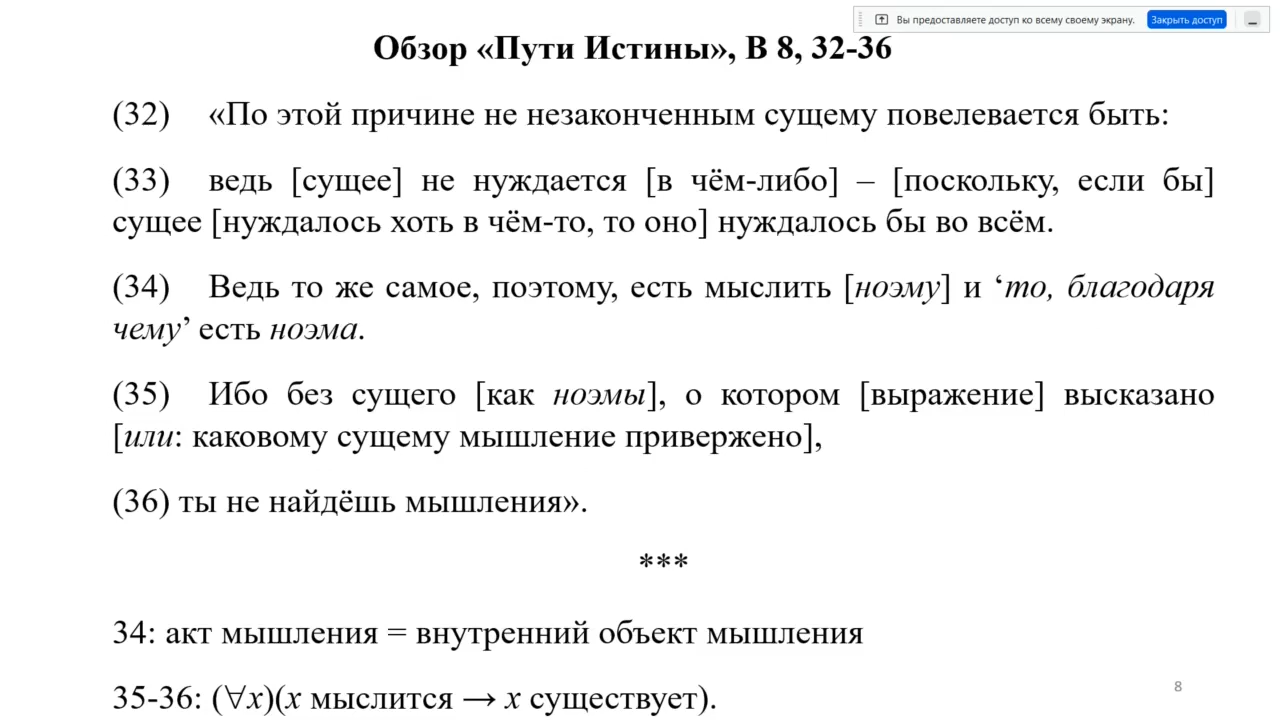 Вы предоставляете доступ ко всему своему экрану. Закрыть доступ
Обзор «Пути Истины», B 8, 32-36
(32) «По этой причине не незаконченным сущему повелевается быть:
(33) ведь [сущее] не нуждается [в чём-либо] – [поскольку, если бы]
сущее [нуждалось хоть в чём-то, то оно] нуждалось бы во всём.
(34) Ведь то же самое, поэтому, есть мыслить [ноэму] и ‘то, благодаря
чему’ есть ноэма.
(35) Ибо без сущего [как ноэмы], о котором [выражение] высказано
[или: каковому сущему мышление привержено],
(36) ты не найдёшь мышления».
***
34: акт мышления = внутренний объект мышления
35-36: (∀x)(x мыслится → x существует).
8